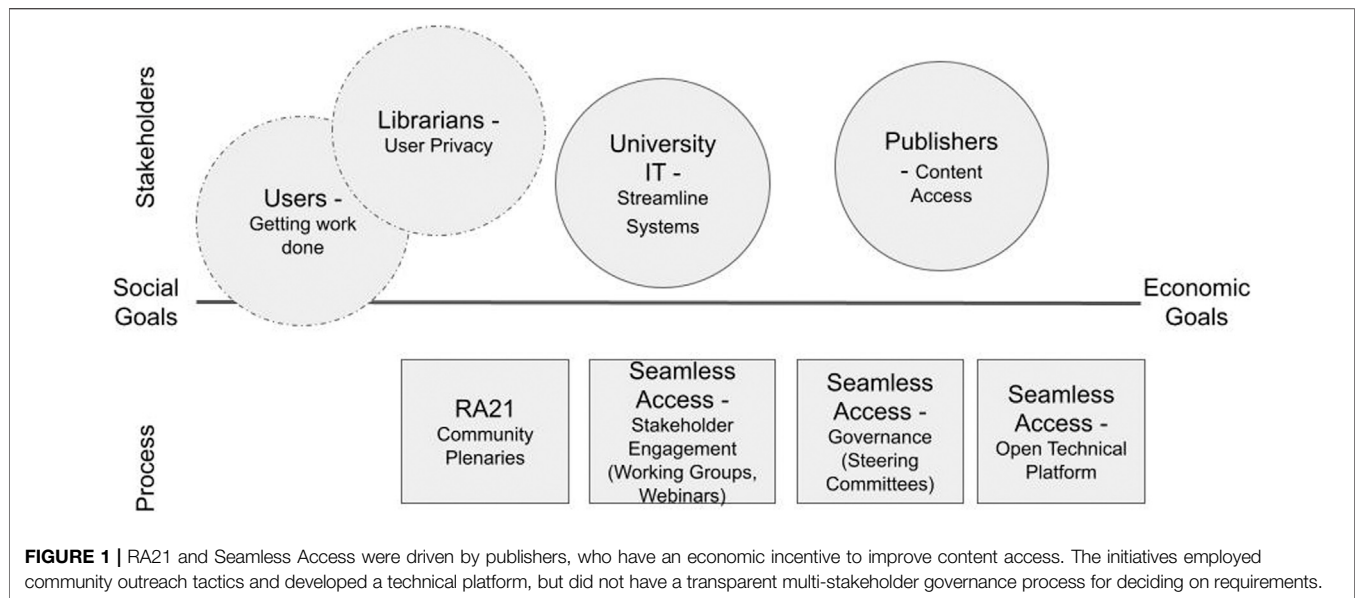 Stakeholders
Librarians -
User Privacy
Users -
Getting work
done
University
IT -
Streamline
Systems
Publishers
- Content
Access
Social
Goals
Economic
Goals
Process
RA21
Community
Plenaries
Seamless
Access -
Stakeholder
Engagement
(Working Groups,
Webinars)
Seamless
Access -
Governance
(Steering
Committees)
Seamless
Access -
Open Technical
Platform
FIGURE 1 | RA21 and Seamless Access were driven by publishers, who have an economic incentive to improve content access. The initiatives employed
community outreach tactics and developed a technical platform, but did not have a transparent multi-stakeholder governance process for deciding on requirements.